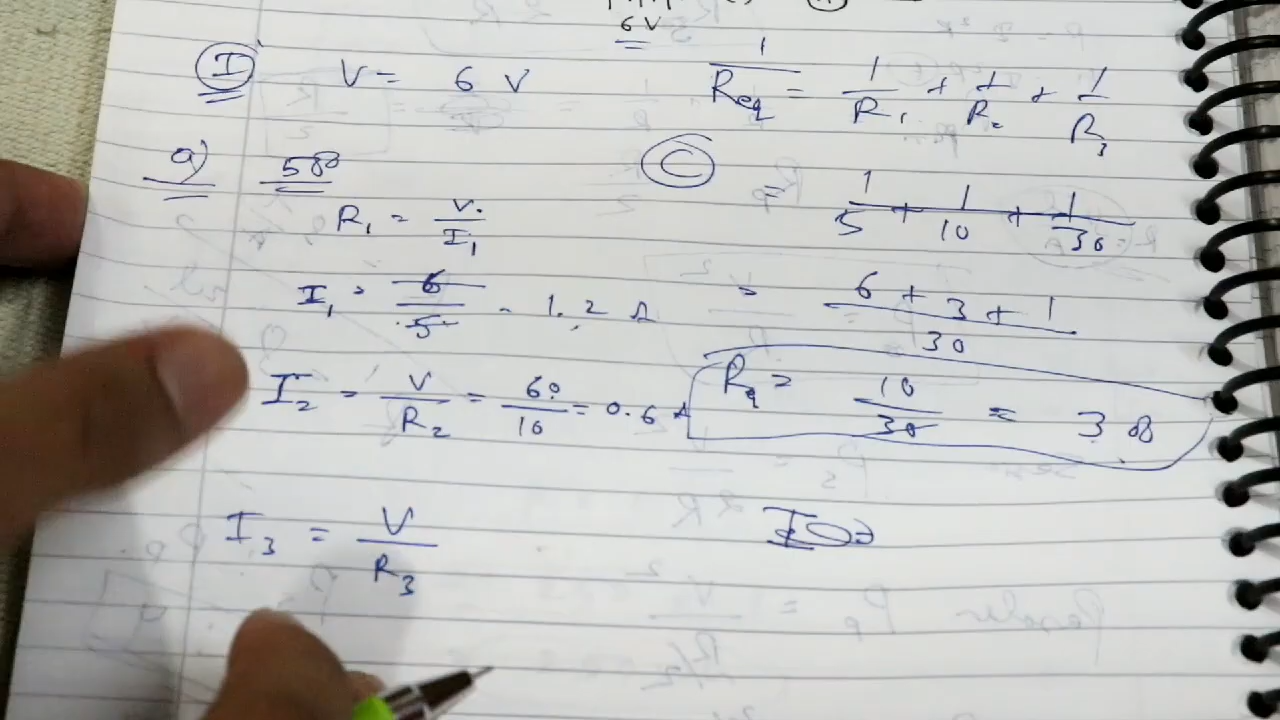 6 V
I V = 6 V
1/Req = 1/R1 + 1/R2 + 1/R3
a) 5Ω
C
R1 = V/I1
= 1/5 + 1/10 + 1/30
I1 = 6/5 = 1.2 A
= 6 + 3 + 1/30
I2 = V/R2 = 60/10 = 0.6 A
Rq = 10/30 = 3Ω
I3 = V/R3